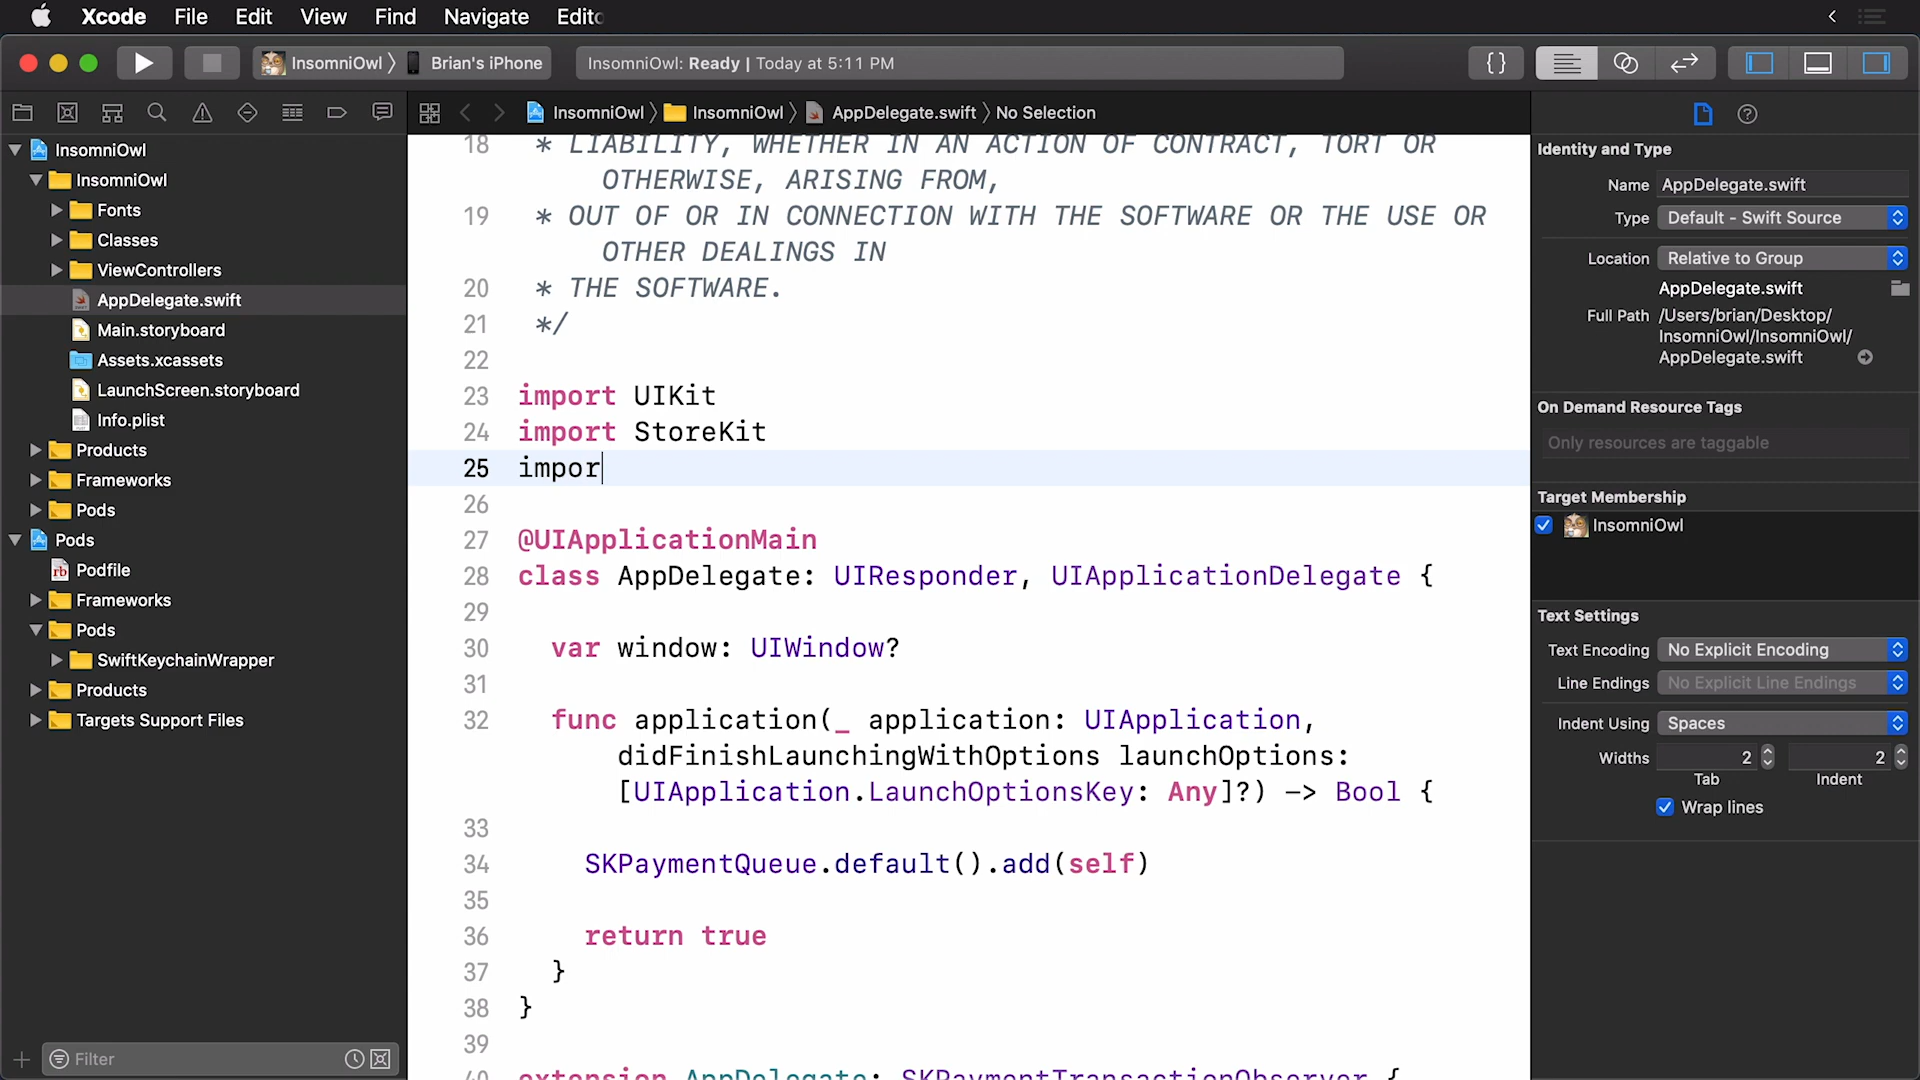 Xcode File Edit View Find Navigate Edito
InsomniOwl Brian's iPhone
InsomniOwl: Ready | Today at 5:11 PM
{}
InsomniOwl InsomniOwl AppDelegate.swift No Selection
InsomniOwl
InsomniOwl
Fonts
Classes
ViewControllers
AppDelegate.swift
Main.storyboard
Assets.xcassets
LaunchScreen.storyboard
Info.plist
Products
Frameworks
Pods
Pods
Podfile
Frameworks
Pods
SwiftKeychainWrapper
Products
Targets Support Files
Filter
18 * LIABILITY, WHETHER IN AN ACTION OF CONTRACT, TORT OR
OTHERWISE, ARISING FROM,
19 * OUT OF OR IN CONNECTION WITH THE SOFTWARE OR THE USE OR
OTHER DEALINGS IN
20 * THE SOFTWARE.
21 */
22
23 import UIKit
24 import StoreKit
25 impor
26
27 @UIApplicationMain
28 class AppDelegate: UIResponder, UIApplicationDelegate {
29
30 var window: UIWindow?
31
32 func application(_ application: UIApplication,
didFinishLaunchingWithOptions launchOptions:
[UIApplication.LaunchOptionsKey: Any]?) -> Bool {
33
34 SKPaymentQueue.default().add(self)
35
36 return true
37 }
38 }
39
40 extension AppDelegate: SKPaymentTransactionObserver {
Identity and Type
Name AppDelegate.swift
Type Default - Swift Source
Location Relative to Group
AppDelegate.swift
Full Path /Users/brian/Desktop/
InsomniOwl/InsomniOwl/
AppDelegate.swift
On Demand Resource Tags
Only resources are taggable
Target Membership
InsomniOwl
Text Settings
Text Encoding No Explicit Encoding
Line Endings No Explicit Line Endings
Indent Using Spaces
Widths 2 2
Tab Indent
Wrap lines